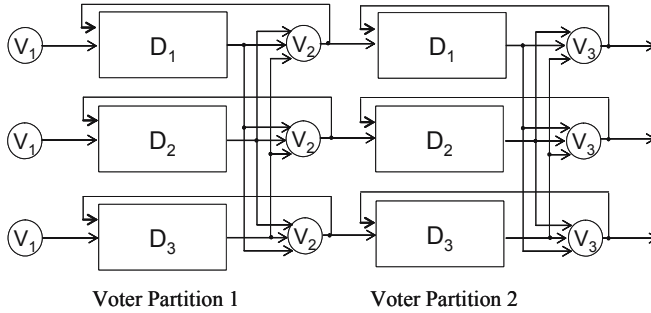 V1 D1 V2 D1 V3
V1 D2 V2 D2 V3
V1 D3 V2 D3 V3
Voter Partition 1 Voter Partition 2